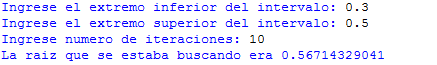 Ingrese el extremo inferior del intervalo: 0.3
Ingrese el extremo superior del intervalo: 0.5
Ingrese numero de iteraciones: 10
La raiz que se estaba buscando era 0.56714329041